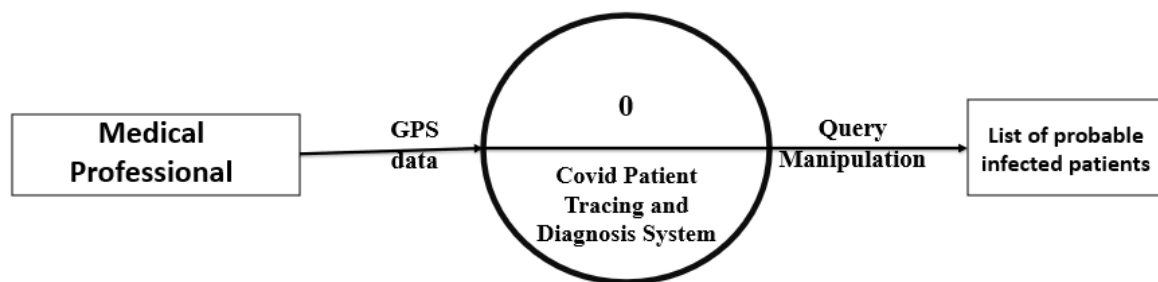 Medical
Professional
GPS
data
0
Covid Patient
Tracing and
Diagnosis System
Query
Manipulation
List of probable
infected patients